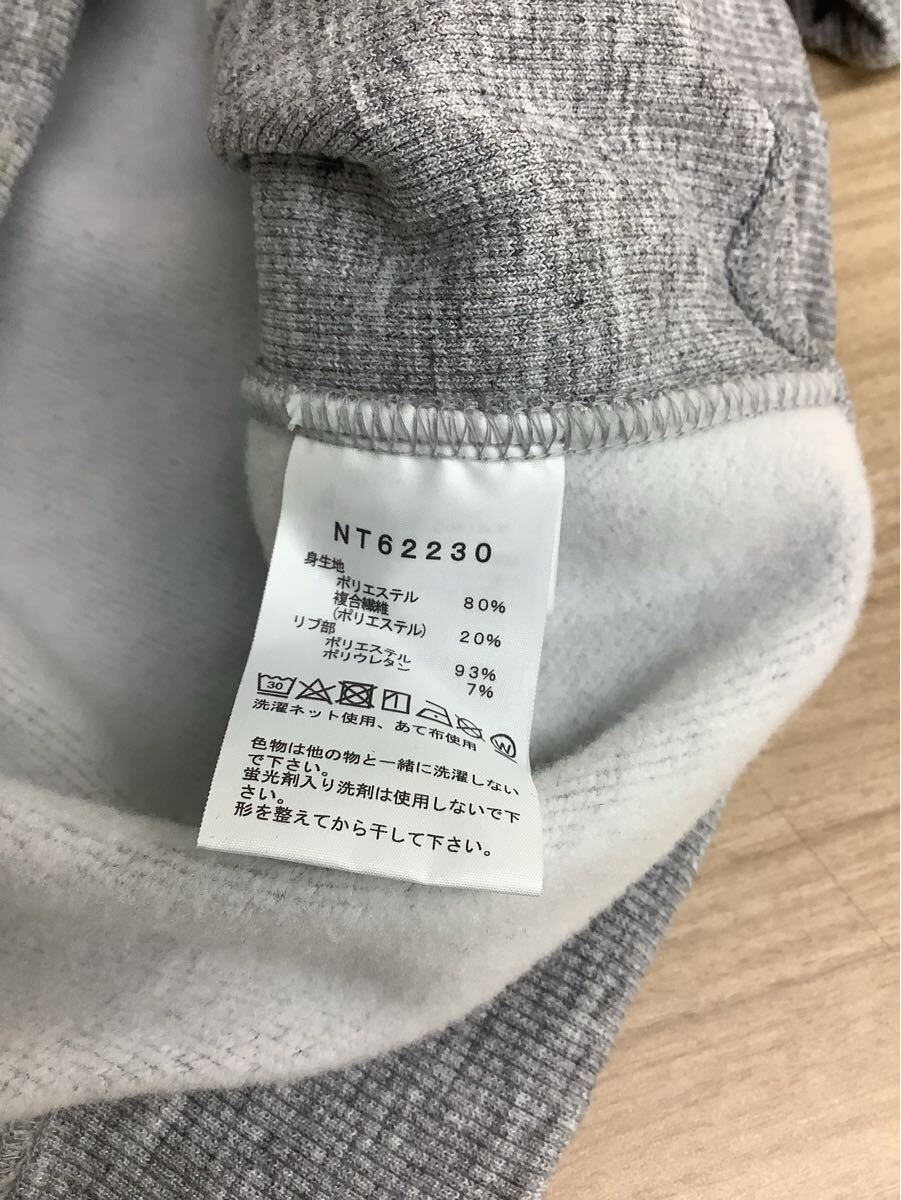 NT62230
身生地
ポリエステル 80%
複合繊維
(ポリエステル) 20%
リブ部
ポリエステル 93%
ポリウレタン 7%
30 W
洗濯ネット使用、あて布使用
色物は他の物と一緒に洗濯しない
で下さい。
蛍光剤入り洗剤は使用しないで下
さい。
形を整えてから干して下さい。